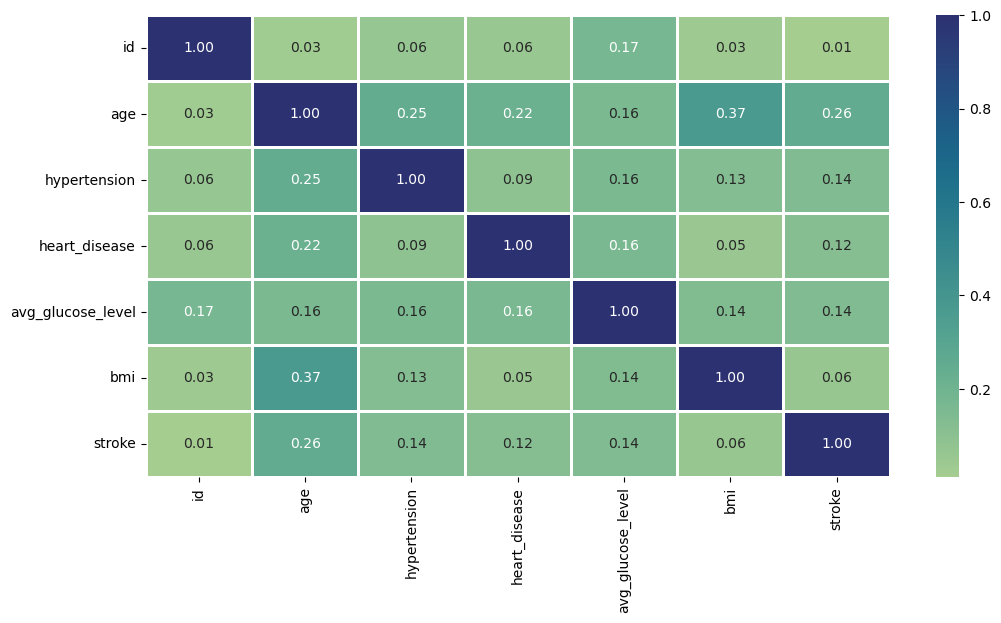 id 1.00 0.03 0.06 0.06 0.17 0.03 0.01
age 0.03 1.00 0.25 0.22 0.16 0.37 0.26
hypertension 0.06 0.25 1.00 0.09 0.16 0.13 0.14
heart_disease 0.06 0.22 0.09 1.00 0.16 0.05 0.12
avg_glucose_level 0.17 0.16 0.16 0.16 1.00 0.14 0.14
bmi 0.03 0.37 0.13 0.05 0.14 1.00 0.06
stroke 0.01 0.26 0.14 0.12 0.14 0.06 1.00
id age hypertension heart_disease avg_glucose_level bmi stroke
1.0
0.8
0.6
0.4
0.2